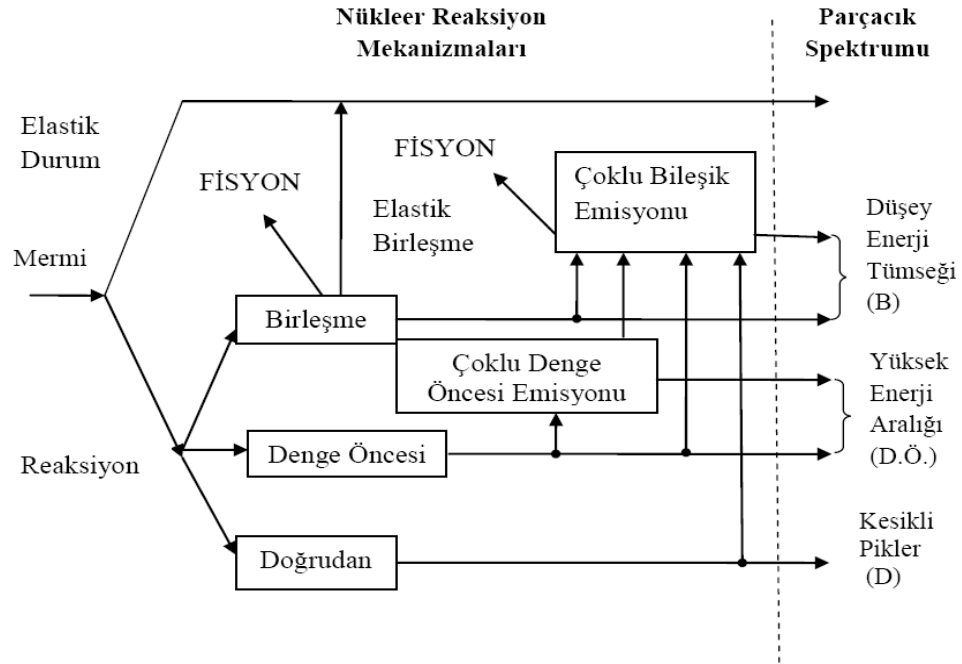 Nükleer Reaksiyon
Mekanizmaları
Parçacık
Spektrumu
Elastik
Durum
FİSYON
FİSYON
Elastik
Birleşme
Çoklu Bileşik
Emisyonu
Düşey
Enerji
Tümseği
(B)
Mermi
Birleşme
Çoklu Denge
Öncesi Emisyonu
Yüksek
Enerji
Aralığı
(D.Ö.)
Reaksiyon
Denge Öncesi
Doğrudan
Kesikli
Pikler
(D)